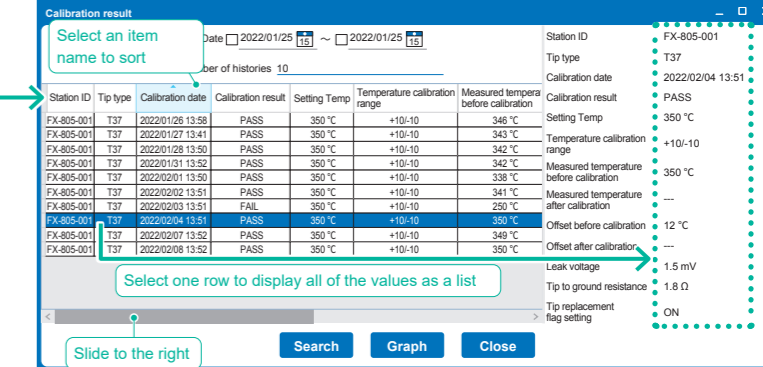 Calibration result
Select an item
name to sort
ate 2022/01/25 15 ~ 2022/01/25 15
ber of histories 10
Station ID Tip type Calibration date Calibration result Setting Temp Temperature calibration range Measured tempera before calibration
FX-805-001 T37 2022/01/26 13:58 PASS 350 ℃ +10/-10 346 ℃
FX-805-001 T37 2022/01/27 13:41 PASS 350 ℃ +10/-10 343 ℃
FX-805-001 T37 2022/01/28 13:50 PASS 350 ℃ +10/-10 342 ℃
FX-805-001 T37 2022/01/31 13:52 PASS 350 ℃ +10/-10 342 ℃
FX-805-001 T37 2022/02/01 13:50 PASS 350 ℃ +10/-10 338 ℃
FX-805-001 T37 2022/02/02 13:51 PASS 350 ℃ +10/-10 341 ℃
FX-805-001 T37 2022/02/03 13:51 FAIL 350 ℃ +10/-10 250 ℃
FX-805-001 T37 2022/02/04 13:51 PASS 350 ℃ +10/-10 350 ℃
FX-805-001 T37 2022/02/07 13:52 PASS 350 ℃ +10/-10 349 ℃
FX-805-001 T37 2022/02/08 13:52 PASS 350 ℃ +10/-10 350 ℃
Select one row to display all of the values as a list
Slide to the right
Search Graph Close
Station ID FX-805-001
Tip type T37
Calibration date 2022/02/04 13:51
Calibration result PASS
Setting Temp 350 ℃
Temperature calibration
range +10/-10
Measured temperature
before calibration 350 ℃
Measured temperature
after calibration ---
Offset before calibration 12 ℃
Offset after calibration ---
Leak voltage 1.5 mV
Tip to ground resistance 1.8 Ω
Tip replacement
flag setting ON